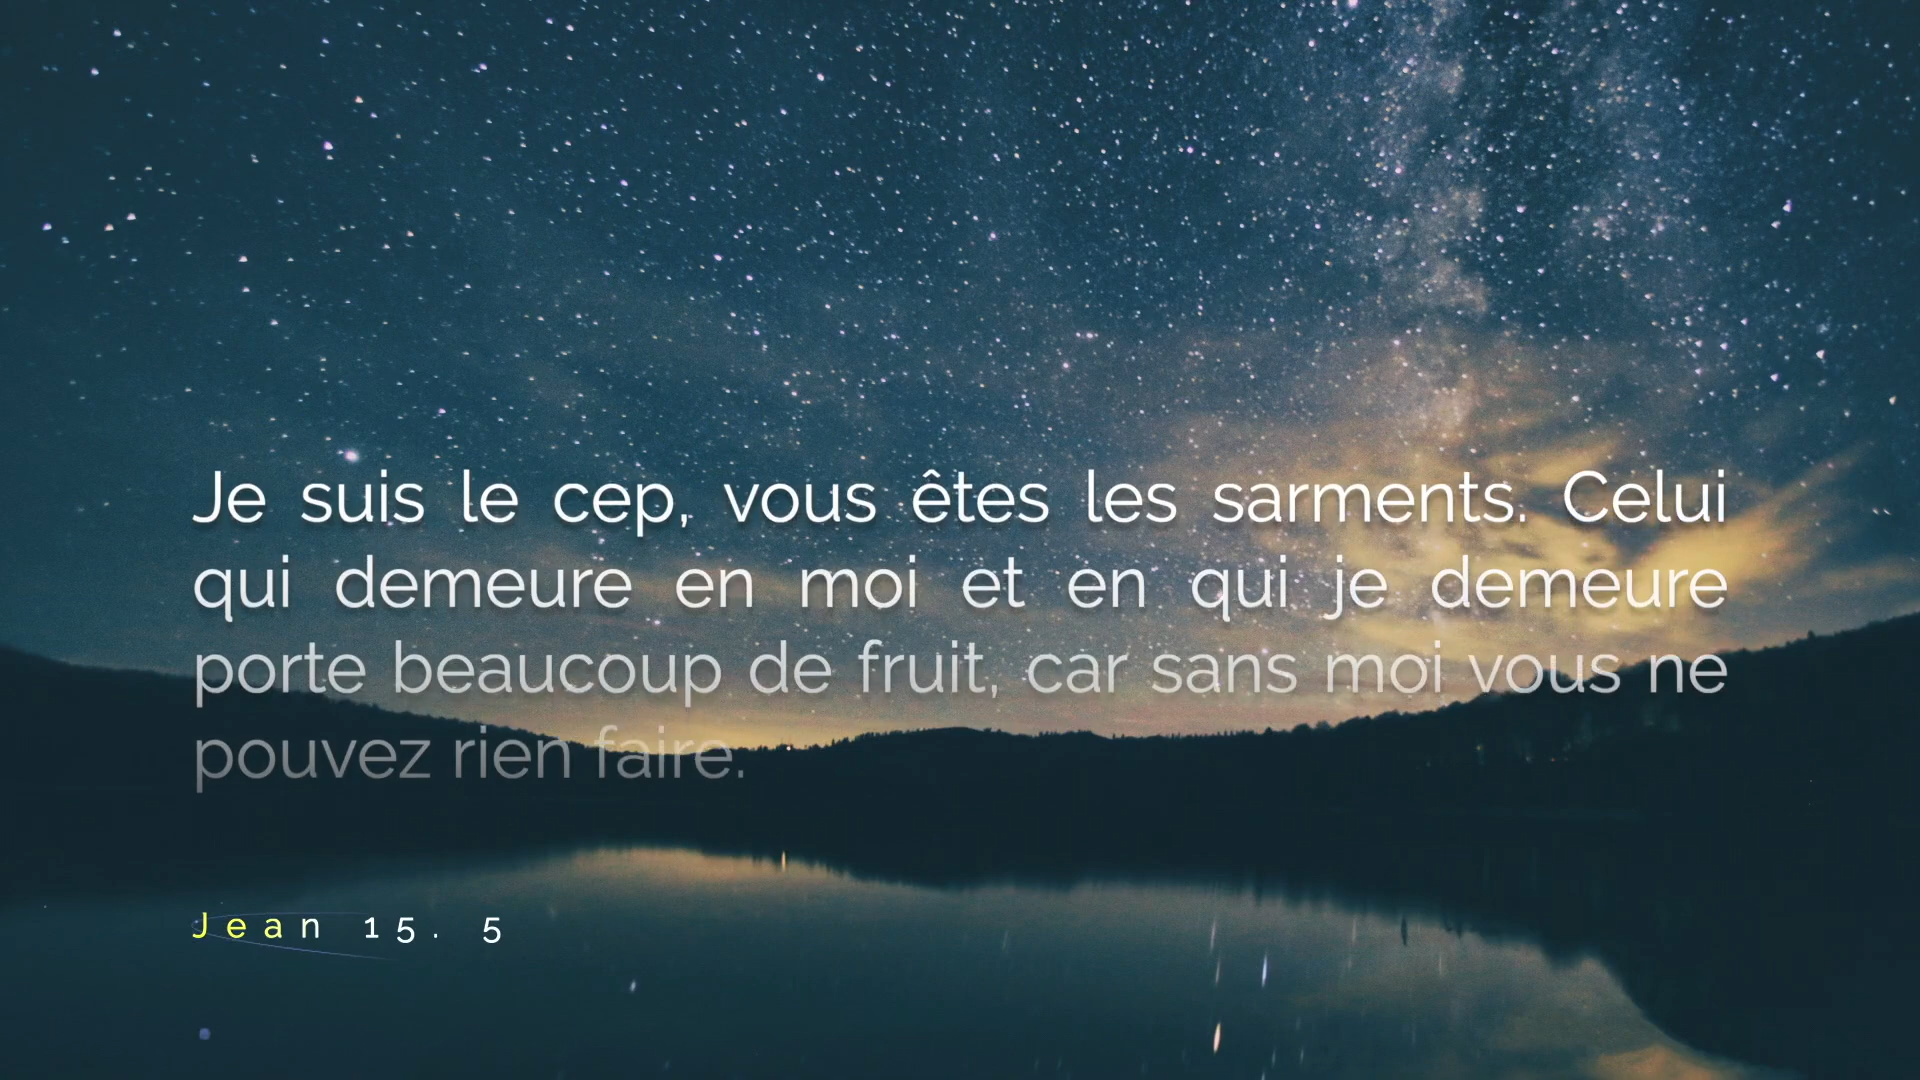 Je suis le cep, vous êtes les sarments. Celui
qui demeure en moi et en qui je demeure
porte beaucoup de fruit, car sans moi vous ne
pouvez rien faire.
Jean 15. 5